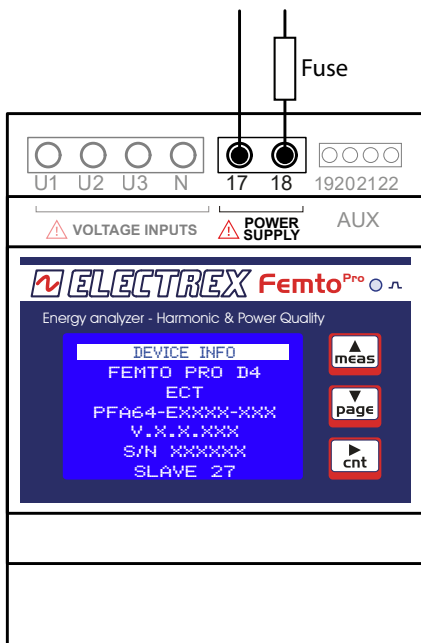 Fuse
U1 U2 U3 N 17 18 19202122
VOLTAGE INPUTS POWER SUPPLY AUX
ELECTREX Femto Pro
Energy analyzer - Harmonic & Power Quality
DEVICE INFO
FEMTO PRO D4
ECT
PFA64-EXXXX-XXX
V.X.X.XXX
S/N XXXXXX
SLAVE 27
meas
page
cnt